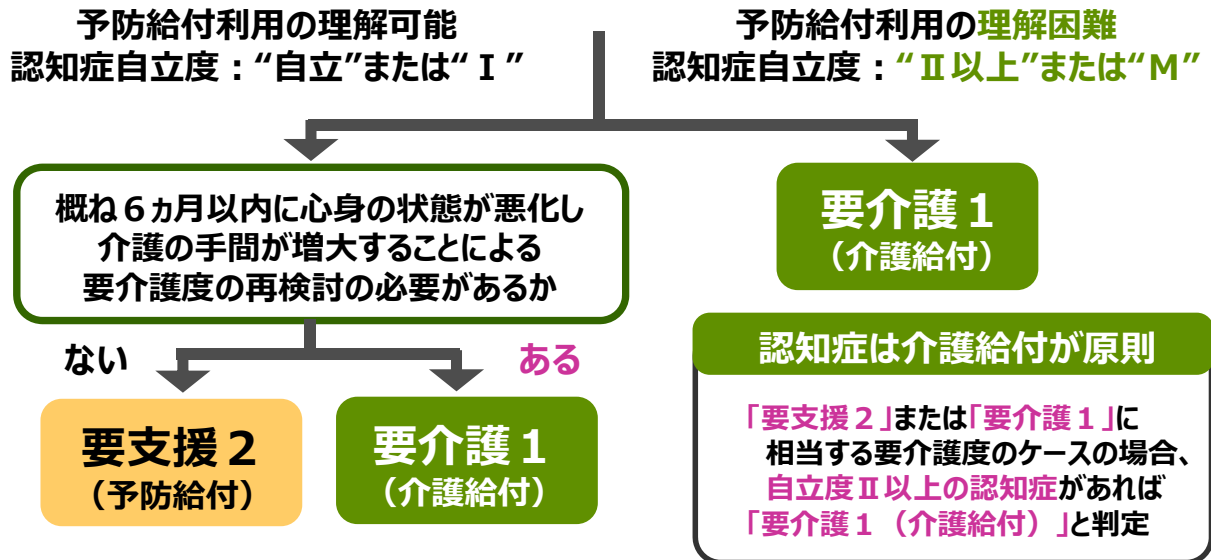 予防給付利用の理解可能
認知症自立度：“自立”または“Ⅰ”
予防給付利用の理解困難
認知症自立度：“Ⅱ以上”または“M”
概ね６ヵ月以内に心身の状態が悪化し
介護の手間が増大することによる
要介護度の再検討の必要があるか
要介護１
（介護給付）
ない
ある
要支援２
（予防給付）
要介護１
（介護給付）
認知症は介護給付が原則
「要支援２」または「要介護１」に
相当する要介護度のケースの場合、
自立度Ⅱ以上の認知症があれば
「要介護１（介護給付）」と判定